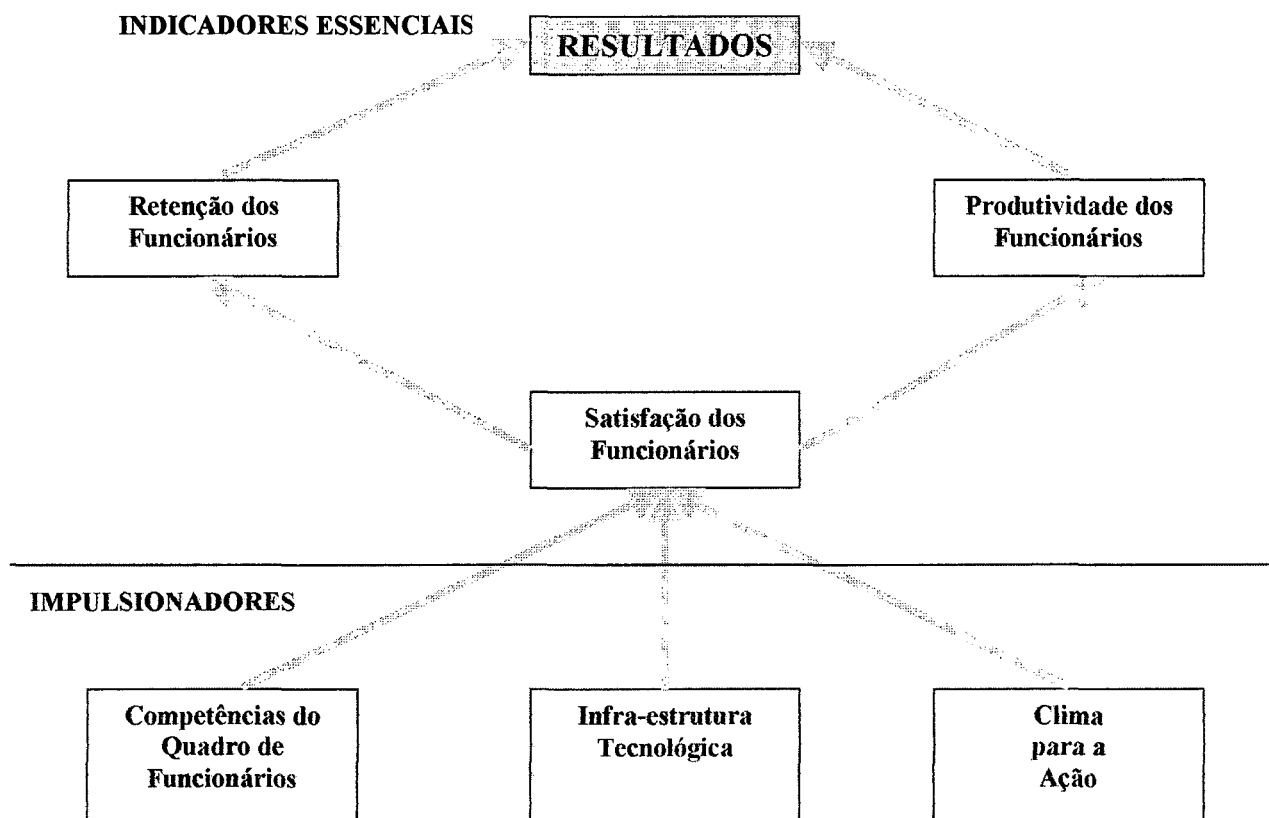 INDICADORES ESSENCIAIS
RESULTADOS
Retenção dos
Funcionários
Produtividade dos
Funcionários
Satisfação dos
Funcionários
IMPULSIONADORES
Competências do
Quadro de
Funcionários
Infra-estrutura
Tecnológica
Clima
para a
Ação